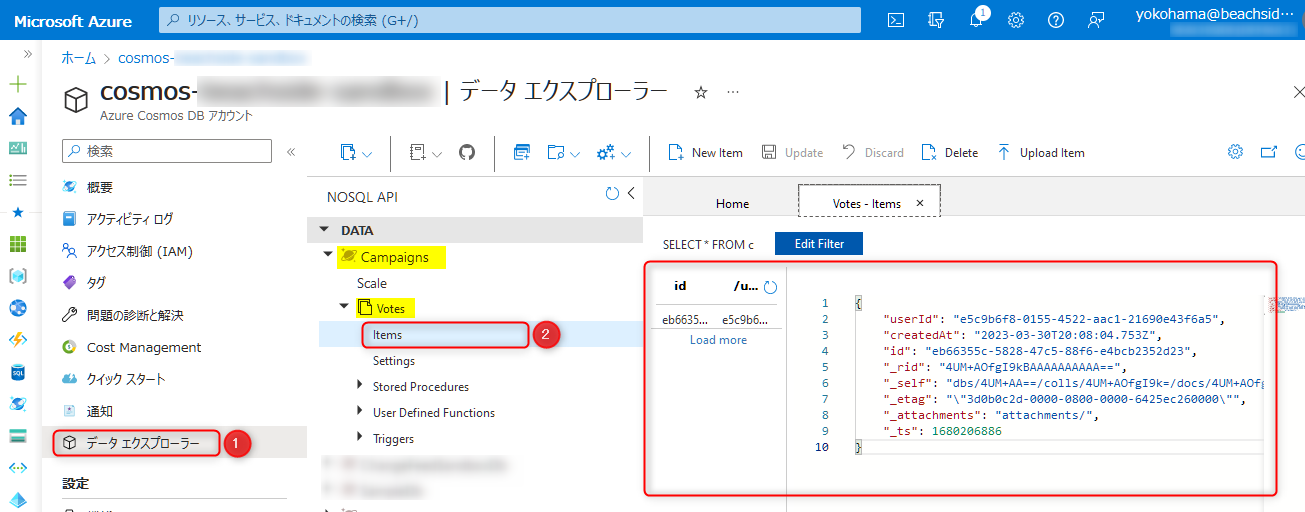 Microsoft Azure
リソース、サービス、ドキュメントの検索 (G+/)
1
yokohama@beachsid...
ホーム > cosmos-
cosmos-
| データ エクスプローラー
Azure Cosmos DB アカウント
検索
概要
アクティビティ ログ
アクセス制御 (IAM)
タグ
問題の診断と解決
Cost Management
クイック スタート
通知
データ エクスプローラー
1
設定
New Item
Update
Discard
Delete
Upload Item
NOSQL API
DATA
Campaigns
Scale
Votes
Items
2
Settings
Stored Procedures
User Defined Functions
Triggers
Home
Votes - Items
SELECT * FROM c
Edit Filter
id /u...
eb6635... e5c9b6...
Load more
1 {
2 "userId": "e5c9b6f8-0155-4522-aac1-21690e43f6a5",
3 "createdAt": "2023-03-30T20:08:04.753Z",
4 "id": "eb66355c-5828-47c5-88f6-e4bcb2352d23",
5 "_rid": "4UM+AOfgI9kBAAAAAAAAAA==",
6 "_self": "dbs/4UM+AA==/colls/4UM+AOfgI9k=/docs/4UM+AOfg
7 "_etag": "\"3d0b0c2d-0000-0800-0000-6425ec260000\"",
8 "_attachments": "attachments/",
9 "_ts": 1680206886
10 }